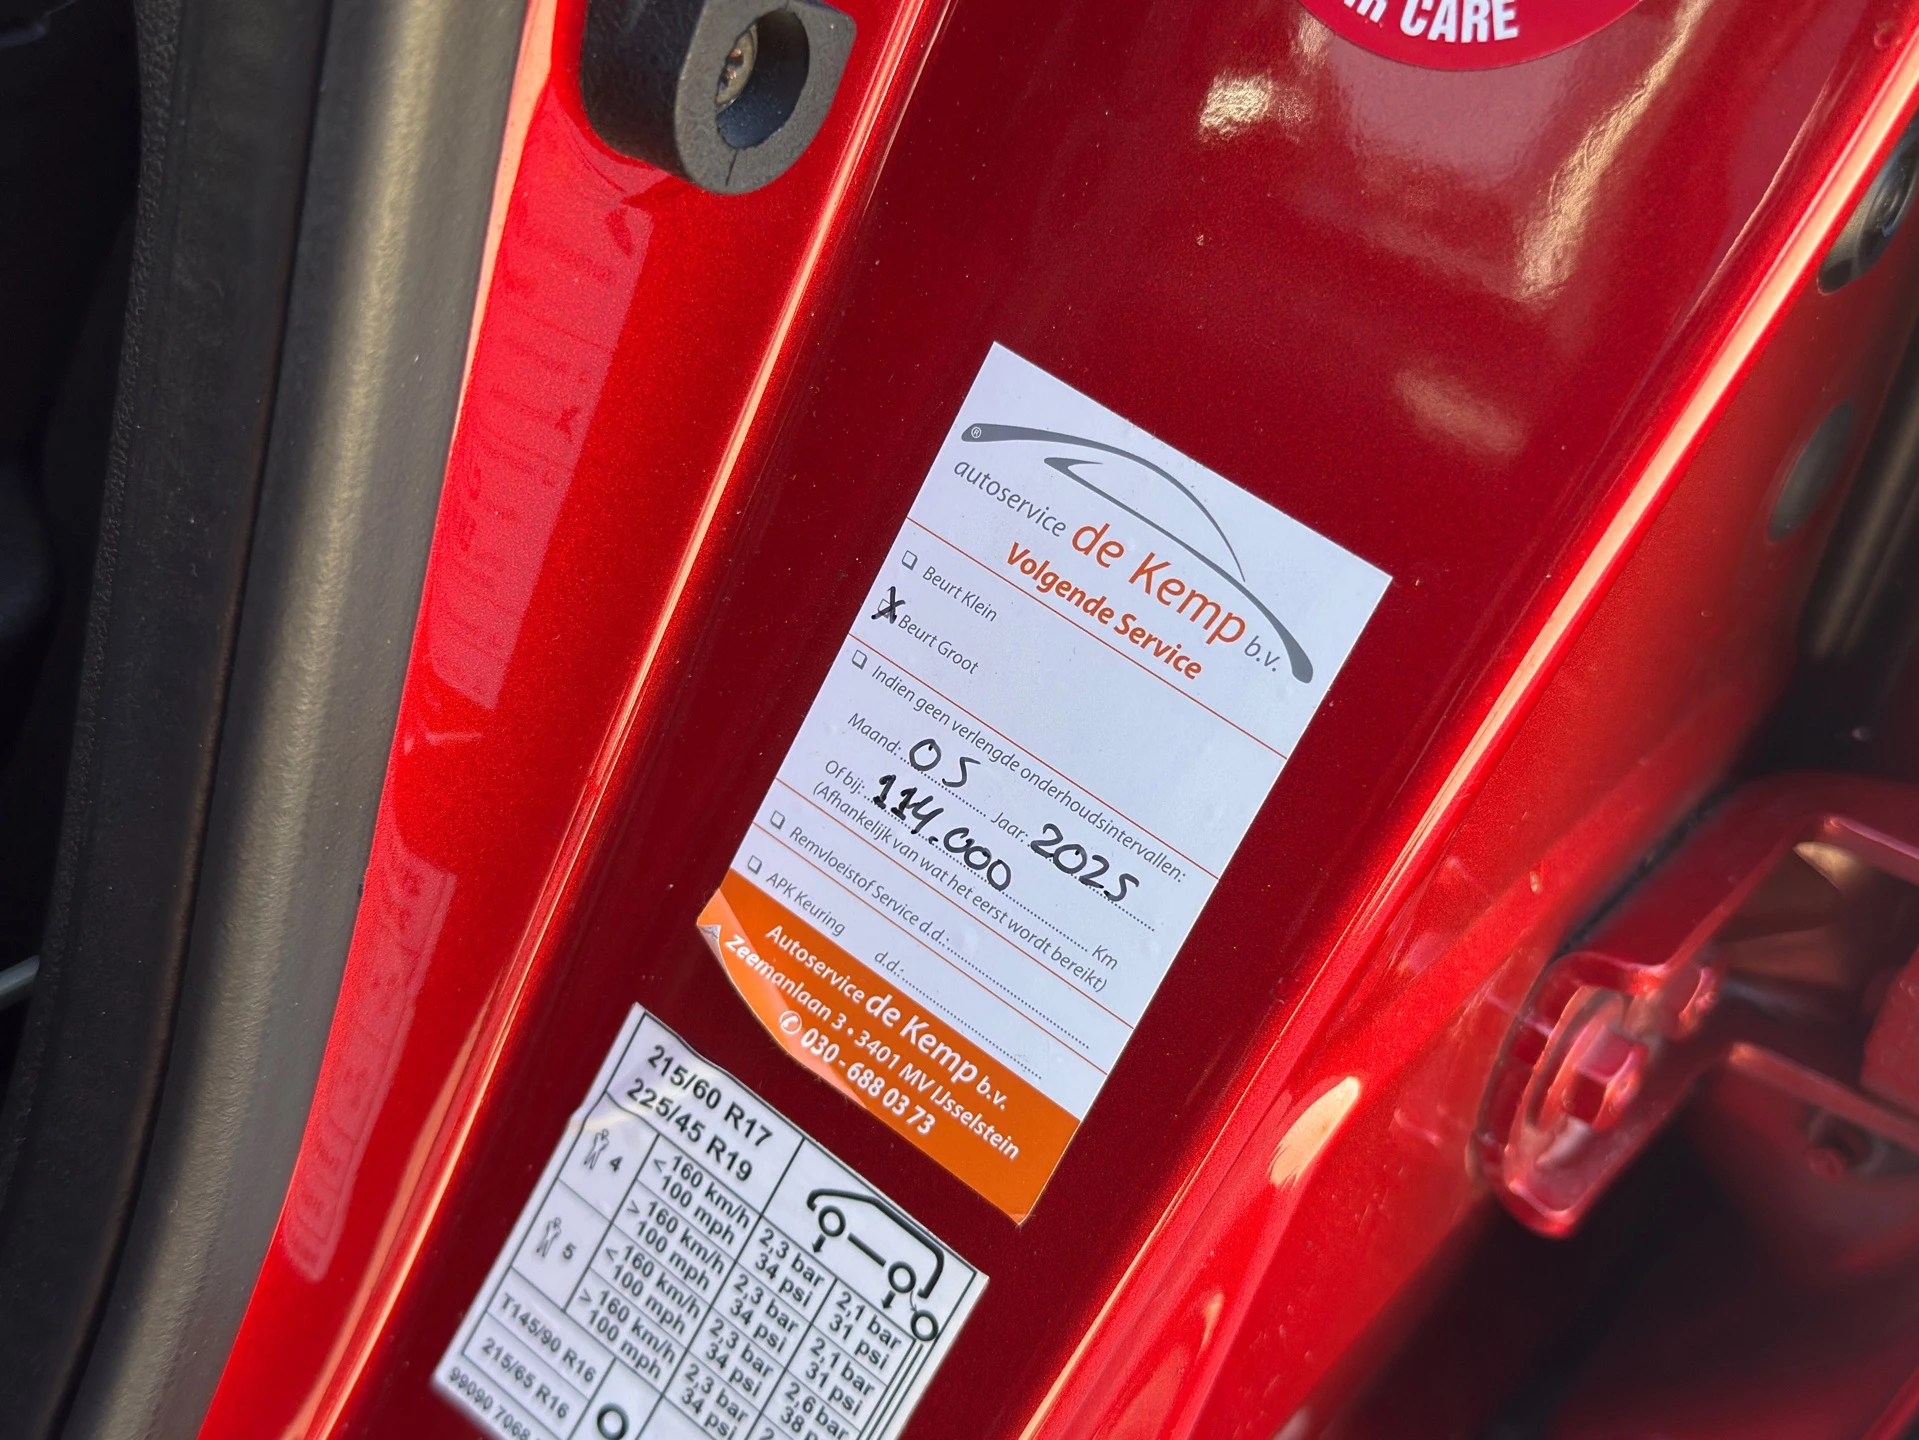 CARE
®
autoservice de Kemp b.v.
Volgende Service
Beurt Klein
X Beurt Groot
Indien geen verlengde onderhoudsintervallen:
Maand: 05 Jaar: 2025
Of bij: 114.000 Km
(Afhankelijk van wat het eerst wordt bereikt)
Remvloeistof Service d.d.:
APK Keuring d.d.:
Autoservice de Kemp b.v.
Zeemanlaan 3 • 3401 MV IJsselstein
030 - 688 03 73
215/60 R17
225/45 R19
4
< 160 km/h
100 mph
2,3 bar
34 psi
2,1 bar
31 psi
> 160 km/h
100 mph
2,3 bar
34 psi
2,1 bar
31 psi
5
< 160 km/h
100 mph
2,3 bar
34 psi
2,6 bar
38 psi
> 160 km/h
100 mph
2,3 bar
34 psi
T145/90 R16
215/65 R16
99090 7068